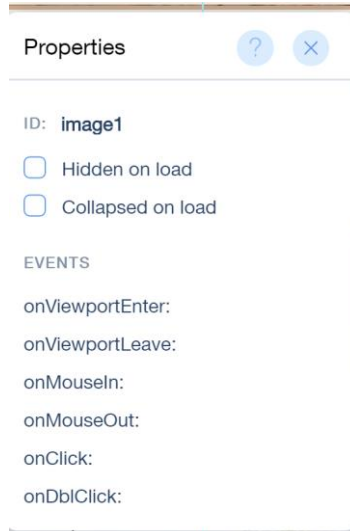 Properties
?
ID: image1
Hidden on load
Collapsed on load
EVENTS
onViewportEnter:
onViewportLeave:
onMouseIn:
onMouseOut:
onClick:
onDblClick: